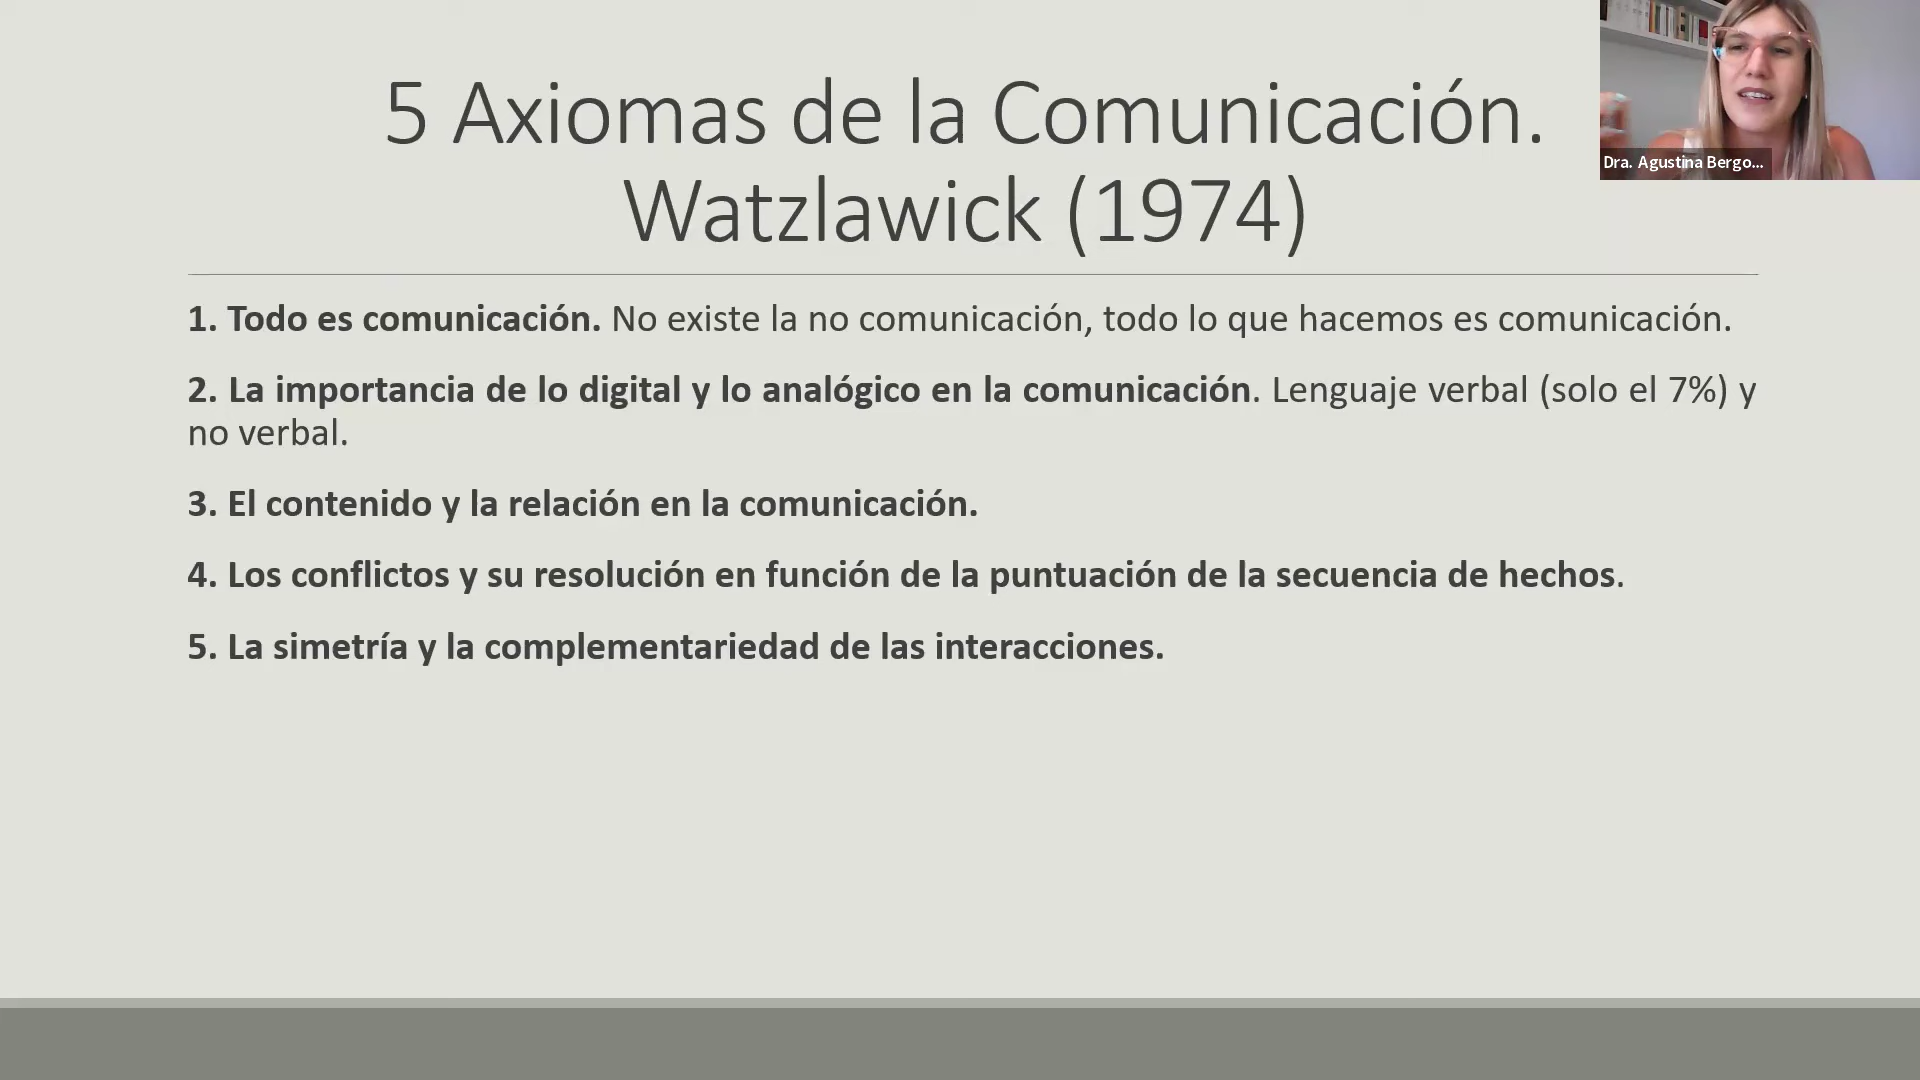 5 Axiomas de la Comunicación.
Watzlawick (1974)
Dra. Agustina Bergo...
1. Todo es comunicación. No existe la no comunicación, todo lo que hacemos es comunicación.
2. La importancia de lo digital y lo analógico en la comunicación. Lenguaje verbal (solo el 7%) y
no verbal.
3. El contenido y la relación en la comunicación.
4. Los conflictos y su resolución en función de la puntuación de la secuencia de hechos.
5. La simetría y la complementariedad de las interacciones.